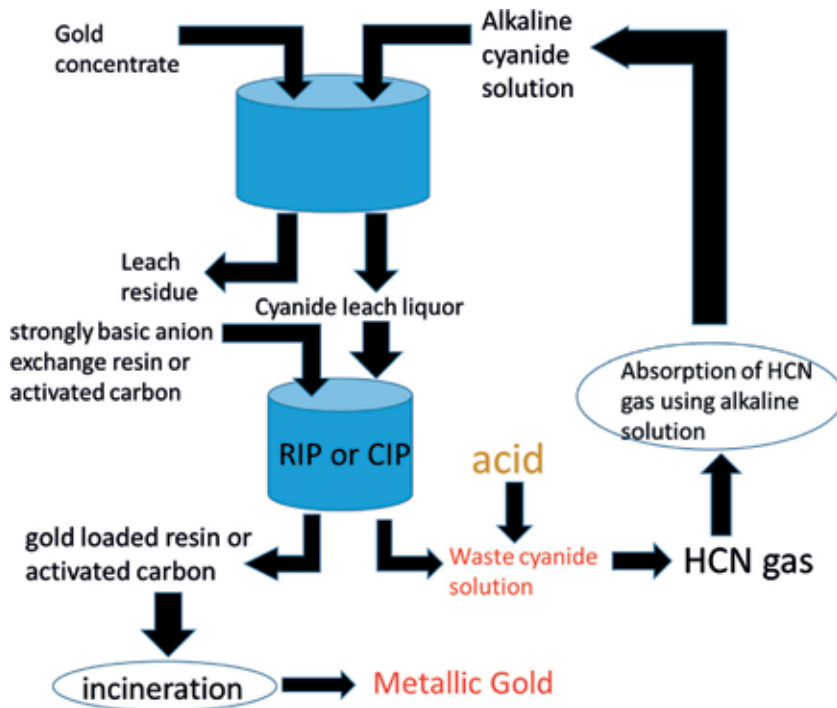 Gold
concentrate
Alkaline
cyanide
solution
Leach
residue
Cyanide leach liquor
strongly basic anion
exchange resin or
activated carbon
Absorption of HCN
gas using alkaline
solution
RIP or CIP
acid
gold loaded resin or
activated carbon
Waste cyanide
solution
HCN gas
incineration
Metallic Gold